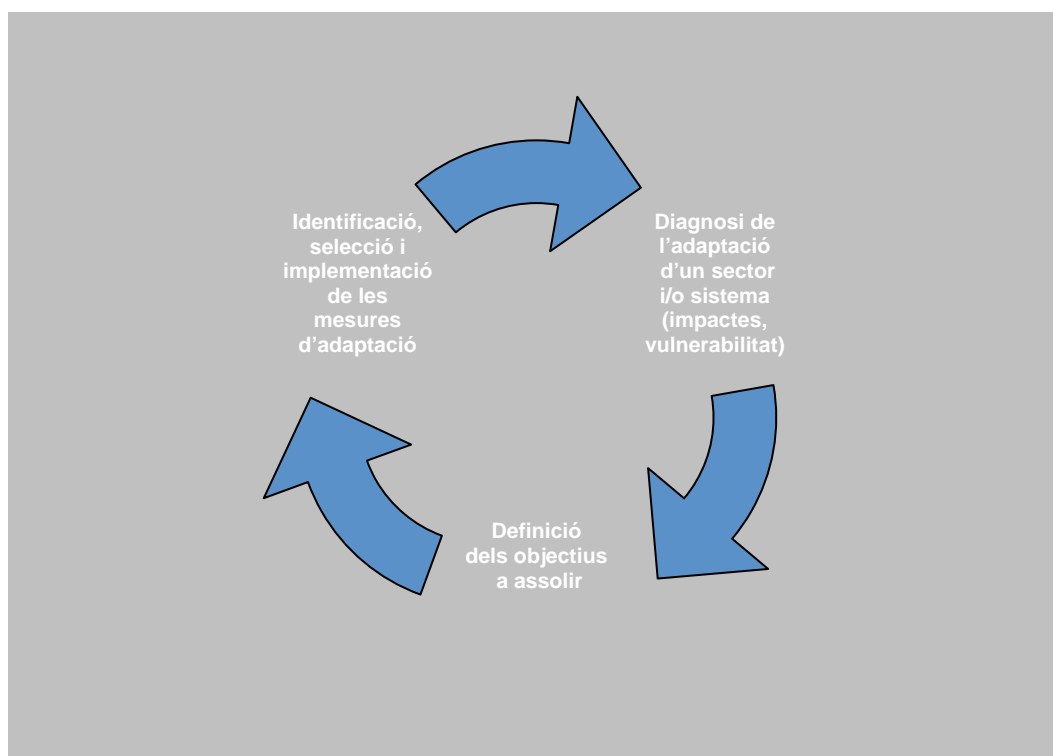 Identificació,
selecció i
implementació
de les
mesures
d’adaptació
Diagnosi de
l’adaptació
d’un sector
i/o sistema
(impactes,
vulnerabilitat)
Definició
dels objectius
a assolir